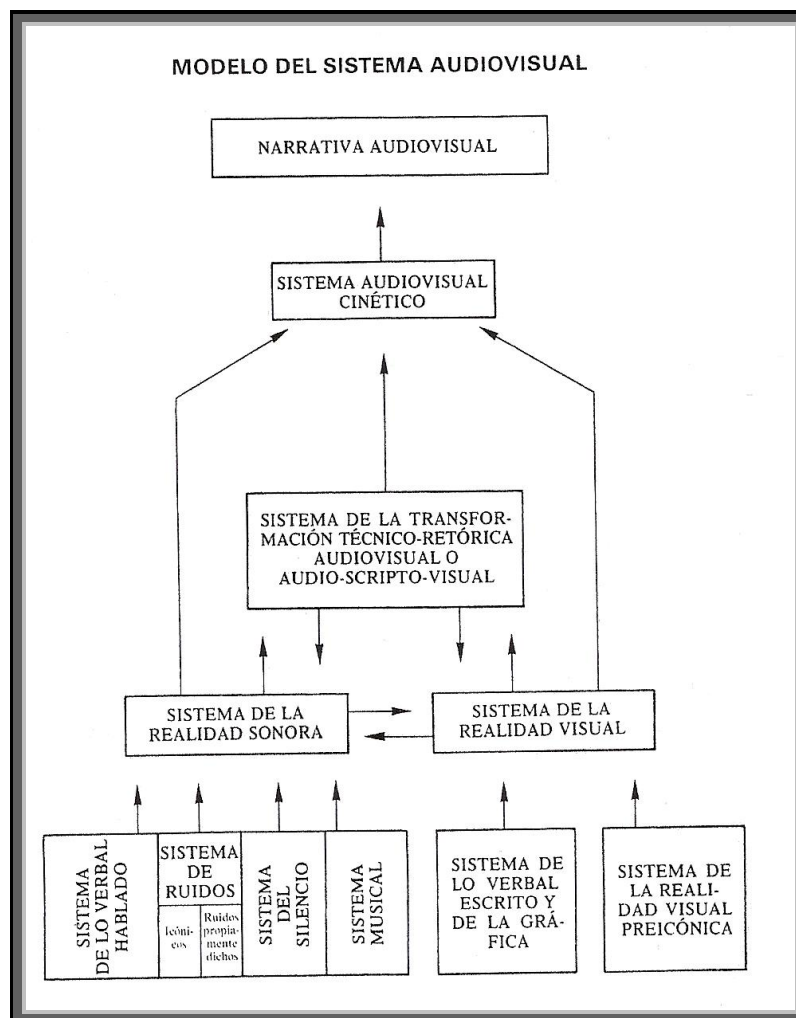 MODELO DEL SISTEMA AUDIOVISUAL
NARRATIVA AUDIOVISUAL
SISTEMA AUDIOVISUAL
CINÉTICO
SISTEMA DE LA TRANSFOR-
MACIÓN TÉCNICO-RETÓRICA
AUDIOVISUAL O
AUDIO-SCRIPTO-VISUAL
SISTEMA DE LA
REALIDAD SONORA
SISTEMA DE LA
REALIDAD VISUAL
SISTEMA
DE LO VERBAL
HABLADO
SISTEMA
DE
RUIDOS
Icóni-
cos
Ruidos
propia-
mente
dichos
SISTEMA
DEL
SILENCIO
SISTEMA
MUSICAL
SISTEMA DE
LO VERBAL
ESCRITO Y
DE LA GRÁ-
FICA
SISTEMA DE
LA REALI-
DAD VISUAL
PREICÓNICA